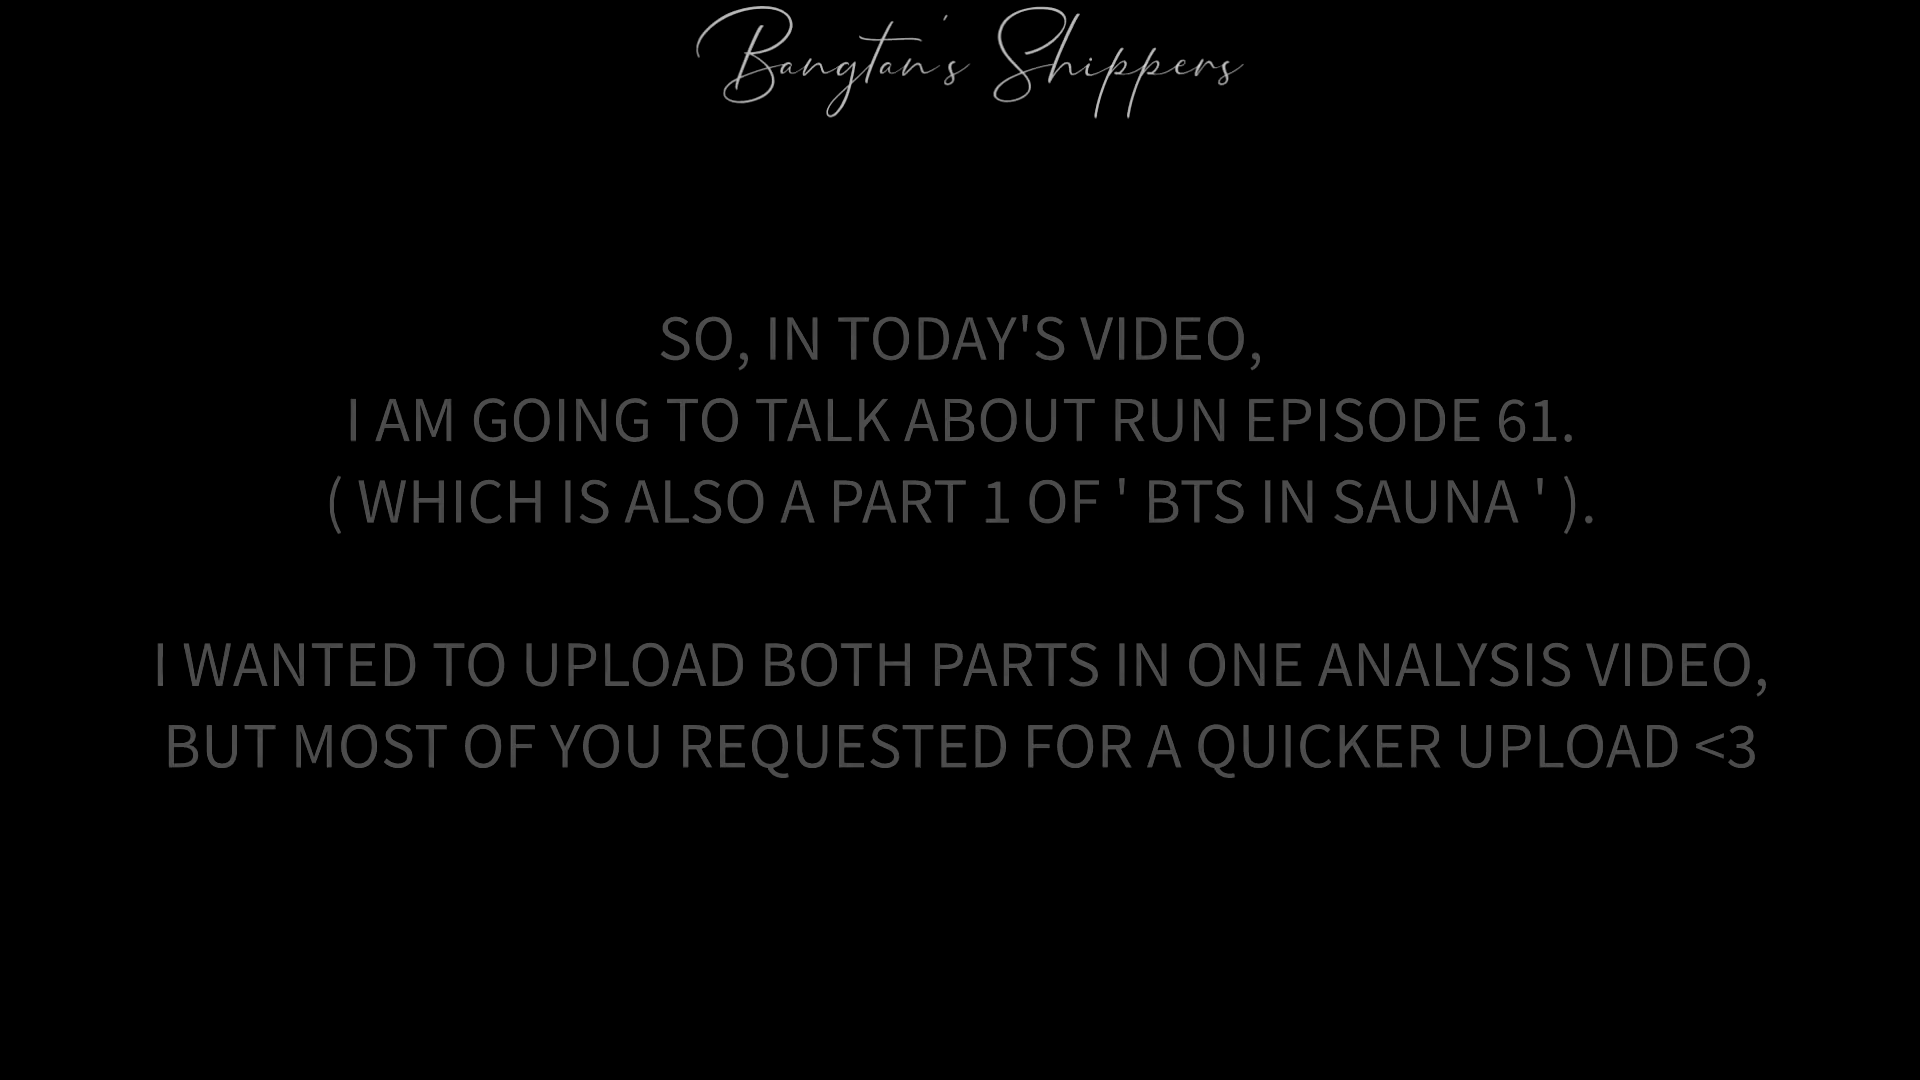 Bangtan's Shippers
SO, IN TODAY'S VIDEO,
I AM GOING TO TALK ABOUT RUN EPISODE 61.
( WHICH IS ALSO A PART 1 OF ' BTS IN SAUNA ' ).
I WANTED TO UPLOAD BOTH PARTS IN ONE ANALYSIS VIDEO,
BUT MOST OF YOU REQUESTED FOR A QUICKER UPLOAD <3